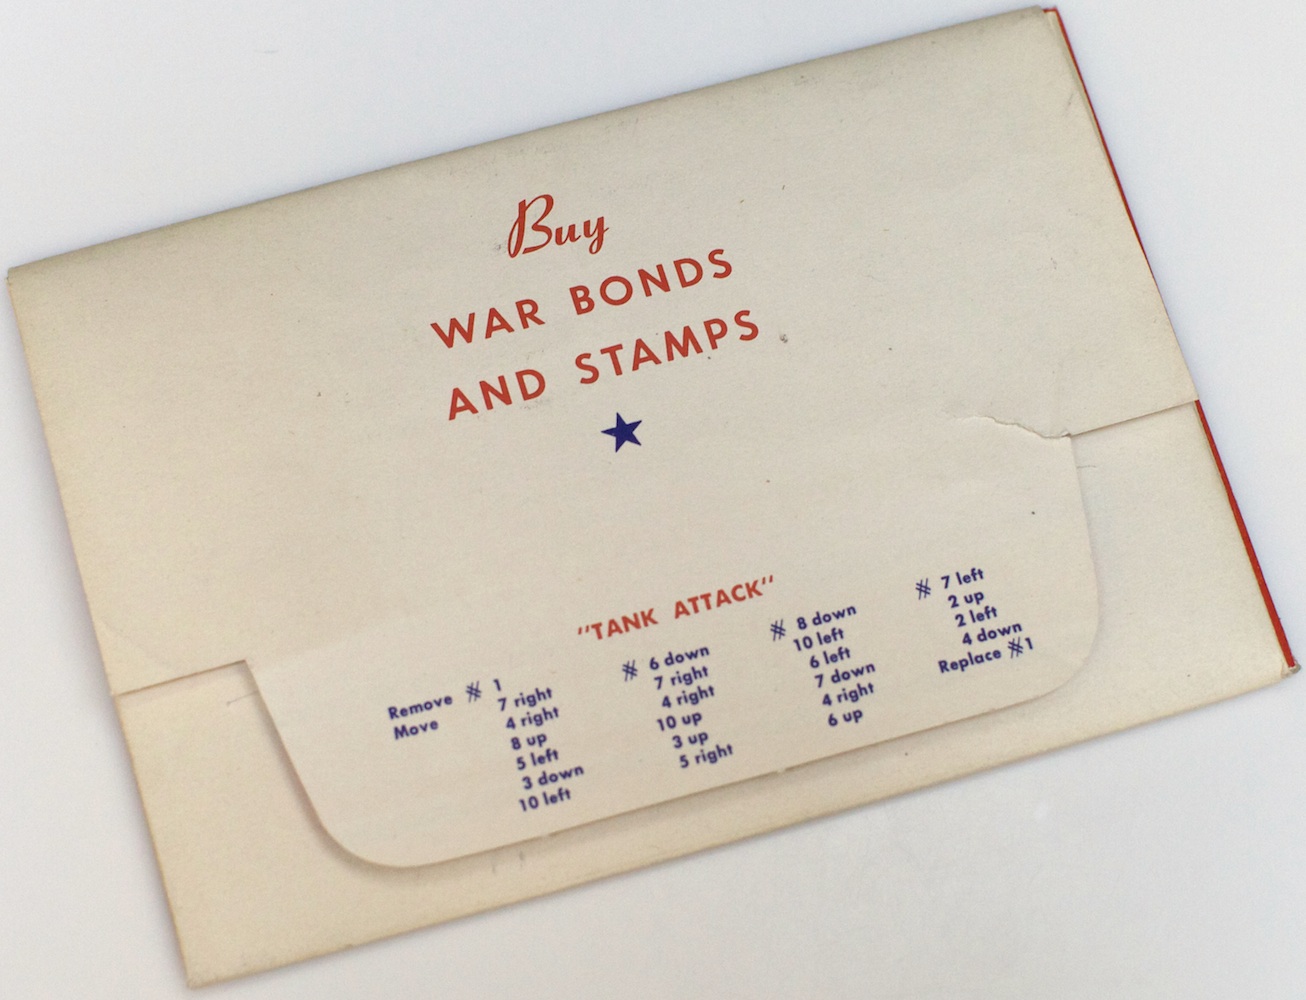 Buy
WAR BONDS
AND STAMPS
"TANK ATTACK"
Remove # 1
Move 7 right
4 right
8 up
5 left
3 down
10 left
# 6 down
7 right
4 right
10 up
3 up
5 right
# 8 down
10 left
6 left
7 down
4 right
6 up
# 7 left
2 up
2 left
4 down
Replace #1